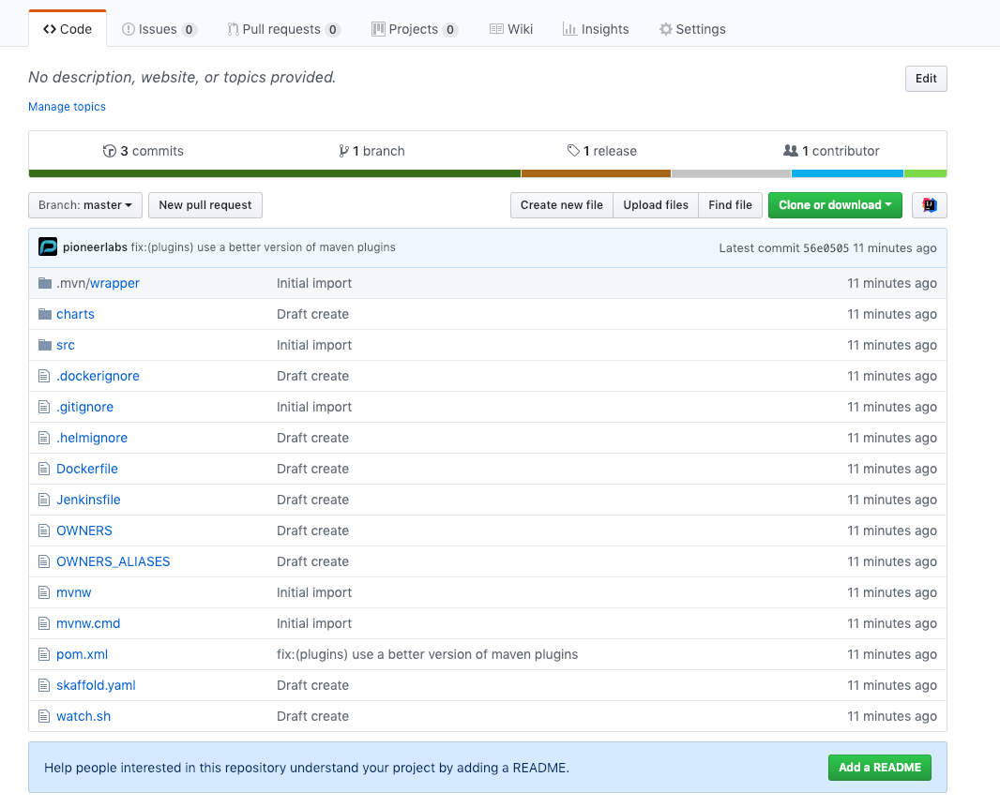 Code Issues 0 Pull requests 0 Projects 0 Wiki Insights Settings
No description, website, or topics provided. Edit
Manage topics
3 commits 1 branch 1 release 1 contributor
Branch: master New pull request Create new file Upload files Find file Clone or download
pioneerlabs fix:(plugins) use a better version of maven plugins Latest commit 56e0505 11 minutes ago
.mvn/wrapper Initial import 11 minutes ago
charts Draft create 11 minutes ago
src Initial import 11 minutes ago
.dockerignore Draft create 11 minutes ago
.gitignore Initial import 11 minutes ago
.helmignore Draft create 11 minutes ago
Dockerfile Draft create 11 minutes ago
Jenkinsfile Draft create 11 minutes ago
OWNERS Draft create 11 minutes ago
OWNERS_ALIASES Draft create 11 minutes ago
mvnw Initial import 11 minutes ago
mvnw.cmd Initial import 11 minutes ago
pom.xml fix:(plugins) use a better version of maven plugins 11 minutes ago
skaffold.yaml Draft create 11 minutes ago
watch.sh Draft create 11 minutes ago
Help people interested in this repository understand your project by adding a README. Add a README